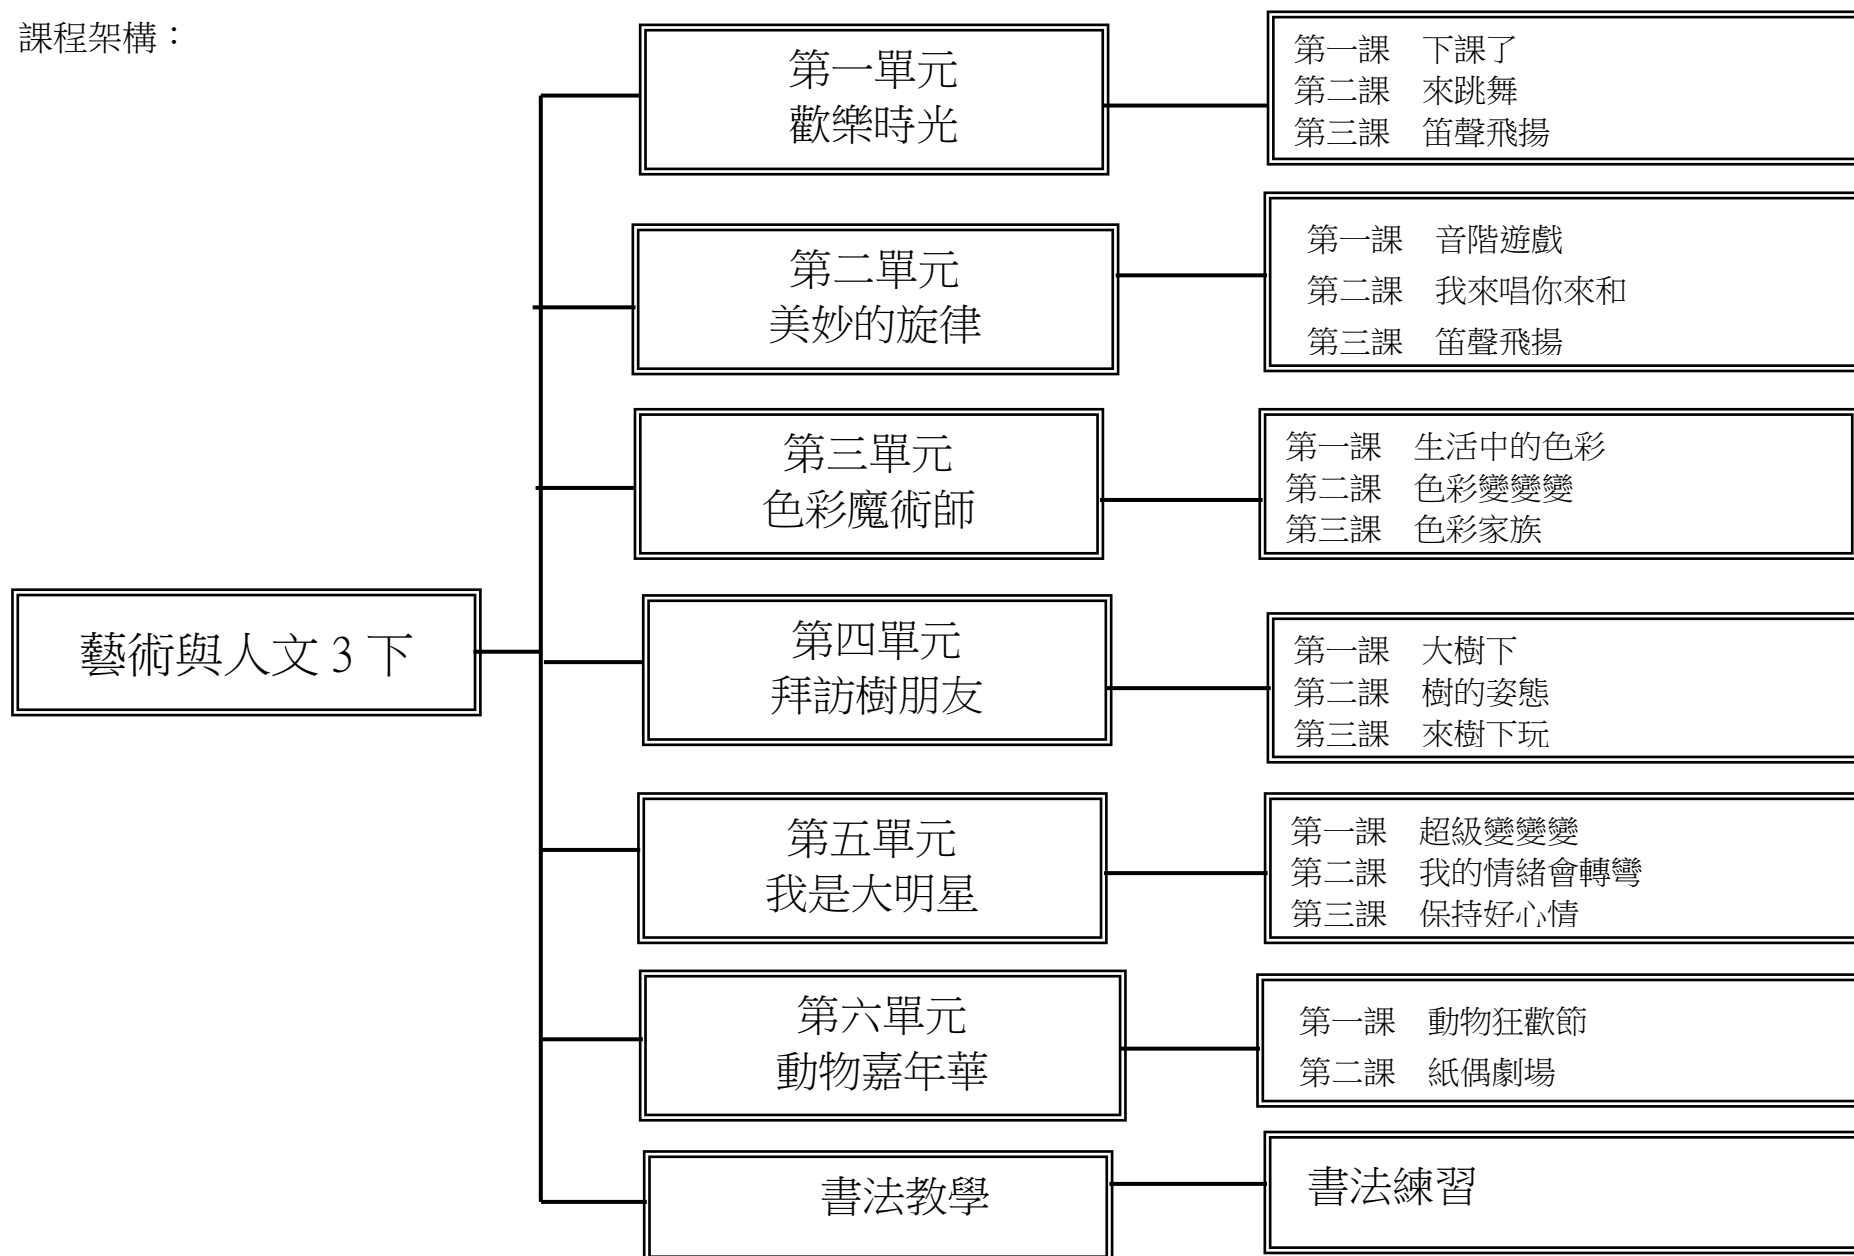 課程架構：
第一單元
歡樂時光
第一課　下課了
第二課　來跳舞
第三課　笛聲飛揚
第二單元
美妙的旋律
第一課　音階遊戲
第二課　我來唱你來和
第三課　笛聲飛揚
第三單元
色彩魔術師
第一課　生活中的色彩
第二課　色彩變變變
第三課　色彩家族
藝術與人文 3 下
第四單元
拜訪樹朋友
第一課　大樹下
第二課　樹的姿態
第三課　來樹下玩
第五單元
我是大明星
第一課　超級變變變
第二課　我的情緒會轉彎
第三課　保持好心情
第六單元
動物嘉年華
第一課　動物狂歡節
第二課　紙偶劇場
書法教學
書法練習